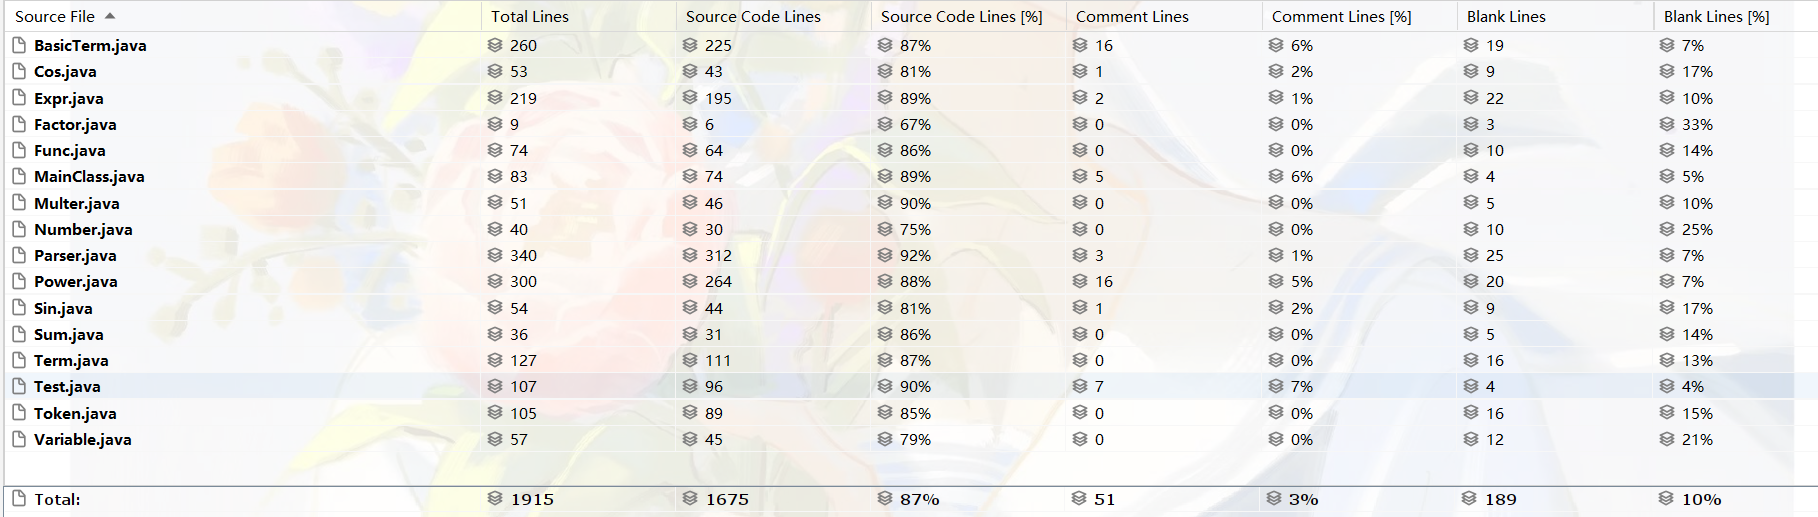 Source File Total Lines Source Code Lines Source Code Lines [%] Comment Lines Comment Lines [%] Blank Lines Blank Lines [%]
BasicTerm.java 260 225 87% 16 6% 19 7%
Cos.java 53 43 81% 1 2% 9 17%
Expr.java 219 195 89% 2 1% 22 10%
Factor.java 9 6 67% 0 0% 3 33%
Func.java 74 64 86% 0 0% 10 14%
MainClass.java 83 74 89% 5 6% 4 5%
Multer.java 51 46 90% 0 0% 5 10%
Number.java 40 30 75% 0 0% 10 25%
Parser.java 340 312 92% 3 1% 25 7%
Power.java 300 264 88% 16 5% 20 7%
Sin.java 54 44 81% 1 2% 9 17%
Sum.java 36 31 86% 0 0% 5 14%
Term.java 127 111 87% 0 0% 16 13%
Test.java 107 96 90% 7 7% 4 4%
Token.java 105 89 85% 0 0% 16 15%
Variable.java 57 45 79% 0 0% 12 21%
Total: 1915 1675 87% 51 3% 189 10%